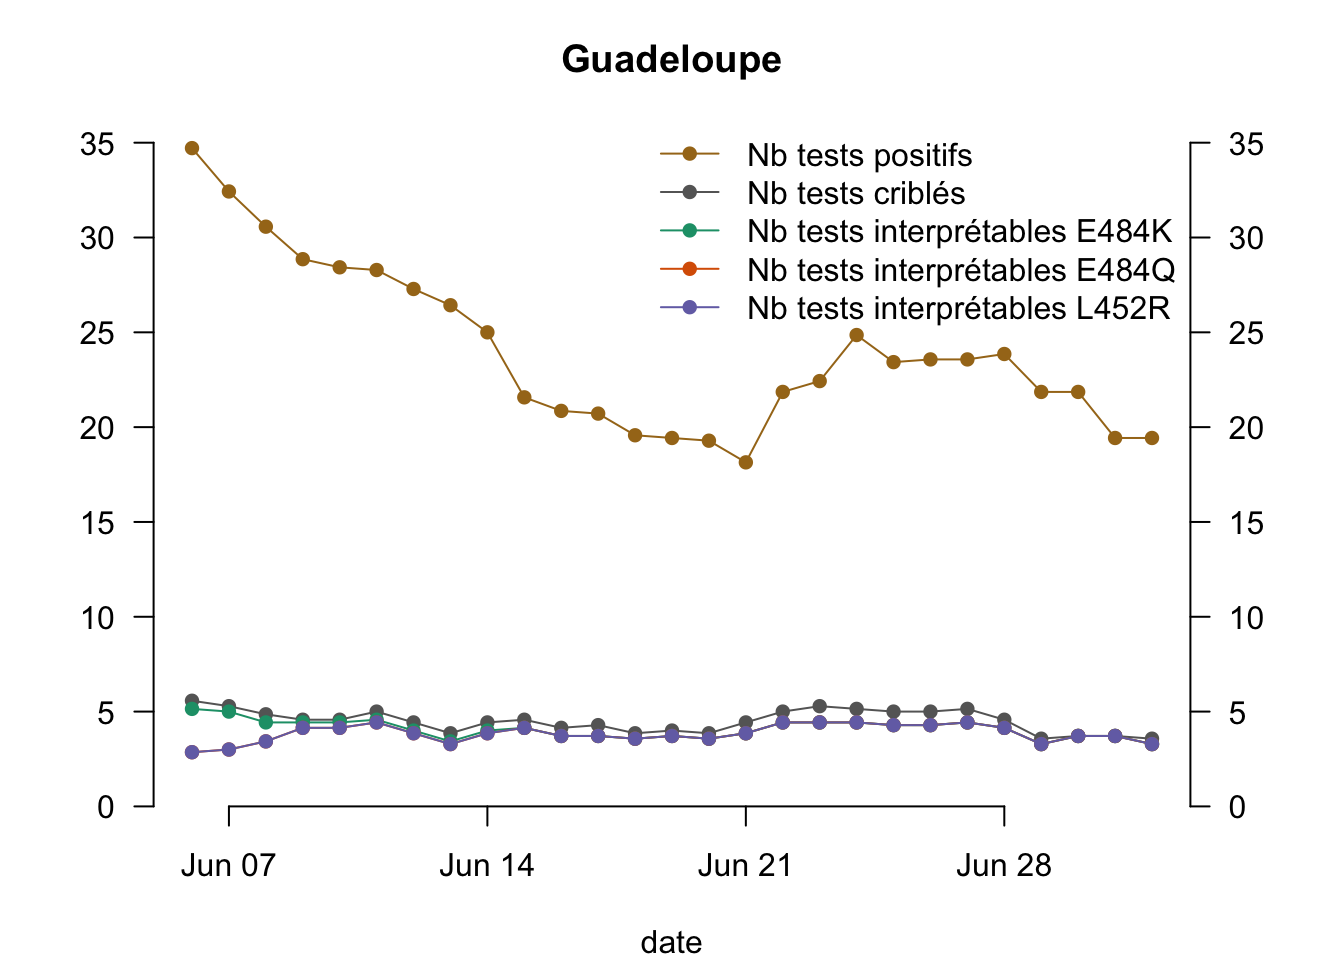 Guadeloupe
35
30
25
20
15
10
5
0
Nb tests positifs
Nb tests criblés
Nb tests interprétables E484K
Nb tests interprétables E484Q
Nb tests interprétables L452R
35
30
25
20
15
10
5
0
Jun 07 Jun 14 Jun 21 Jun 28
date